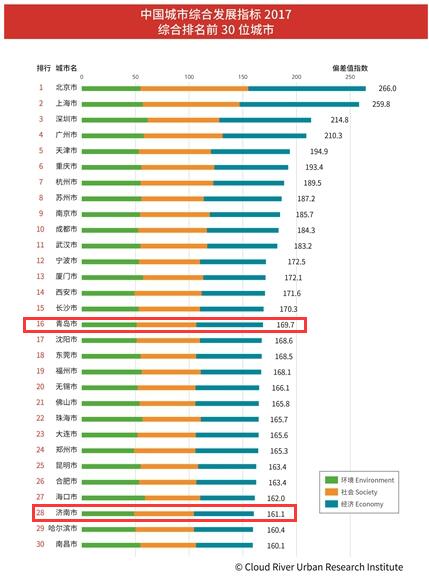 中国城市综合发展指标 2017
综合排名前 30 位城市
排行 城市名 偏差值指数
0 50 100 150 200 250
1 北京市 266.0
2 上海市 259.8
3 深圳市 214.8
4 广州市 210.3
5 天津市 194.9
6 重庆市 193.4
7 杭州市 189.5
8 苏州市 187.2
9 南京市 185.7
10 成都市 184.3
11 武汉市 183.2
12 宁波市 172.5
13 厦门市 172.1
14 西安市 171.6
15 长沙市 170.3
16 青岛市 169.7
17 沈阳市 168.6
18 东莞市 168.5
19 福州市 168.1
20 无锡市 166.1
21 佛山市 165.8
22 珠海市 165.7
23 大连市 165.6
24 郑州市 165.3
25 昆明市 163.4
26 合肥市 163.4
27 海口市 162.0
28 济南市 161.1
29 哈尔滨市 160.4
30 南昌市 160.1
环境 Environment
社会 Society
经济 Economy
© Cloud River Urban Research Institute